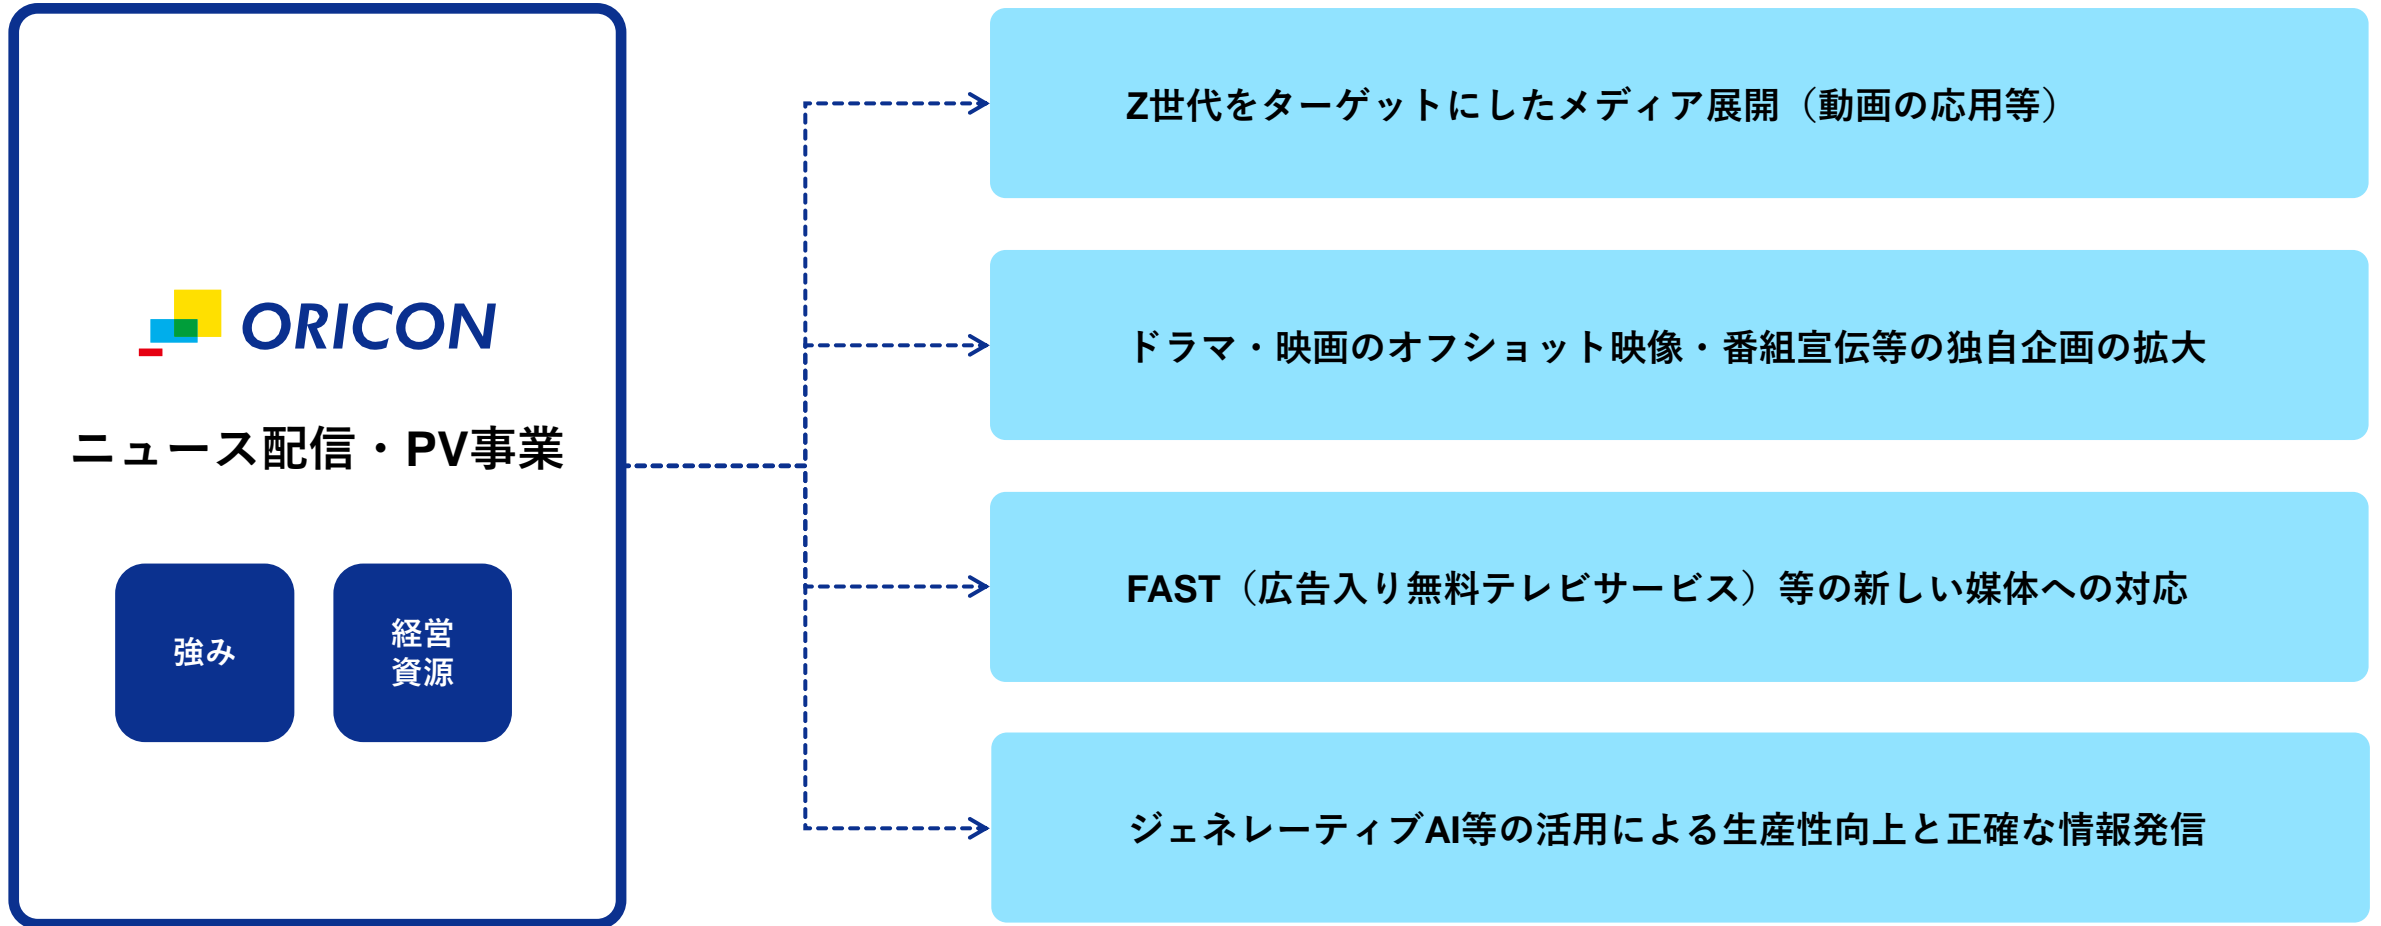 ORICON
ニュース配信・PV事業
強み
経営
資源
Z世代をターゲットにしたメディア展開（動画の応用等）
ドラマ・映画のオフショット映像・番組宣伝等の独自企画の拡大
FAST（広告入り無料テレビサービス）等の新しい媒体への対応
ジェネレーティブAI等の活用による生産性向上と正確な情報発信